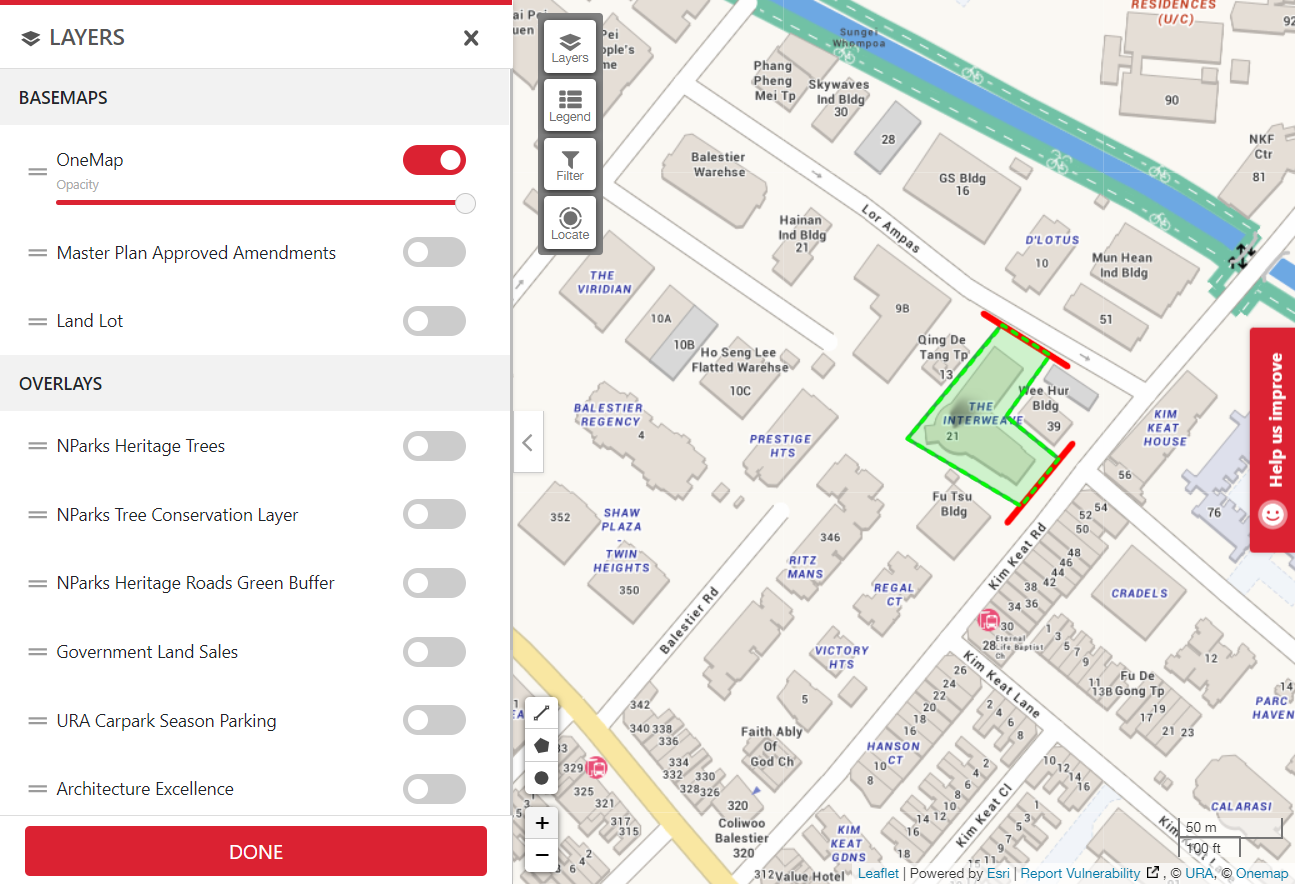 LAYERS
BASEMAPS
OneMap
Opacity
Master Plan Approved Amendments
Land Lot
OVERLAYS
NParks Heritage Trees
NParks Tree Conservation Layer
NParks Heritage Roads Green Buffer
Government Land Sales
URA Carpark Season Parking
Architecture Excellence
DONE
Layers
Legend
Filter
Locate
RESIDENCES
(U/C)
Sungei
Whompoa
Phang
Pheng
Mei Tp
Skywaves
Ind Bldg
30
28
90
NKF
Ctr
81
Balestier
Warehse
GS Bldg
16
Lor Ampas
Hainan
Ind Bldg
21
D'LOTUS
10
Mun Hean
Ind Bldg
THE
VIRIDIAN
9B
51
10A
10B
Qing De
Tang Tp
13
Ho Seng Lee
Flatted Warehse
10C
Wee Hur
Bldg
39
THE
INTERWEAVE
21
KIM
KEAT
HOUSE
BALESTIER
REGENCY
4
PRESTIGE
HTS
56
Fu Tsu
Bldg
76
352
SHAW
PLAZA
-
TWIN
HEIGHTS
350
346
RITZ
MANS
Kim Keat Rd
54
52
50
48
46
44
42
38
36
34
30
28
Eternal
Life Baptist
Ch
REGAL
CT
CRADELS
Balestier Rd
VICTORY
HTS
Kim Keat Lane
1
3
5
7
9
11
13B
Fu De
Gong Tp
17
19
21
23
12
14
PARC
HAVEN
26
24
22
20
18
16
5
342
340
338
336
334
332
330
328
326
Faith Ably
Of
God Ch
HANSON
CT
10
8
2
4
6
8
329
325
321
317
315
320
Coliwoo
Balestier
320
KIM
KEAT
GDNS
Kim Keat Cl
10
12
14
16
CALARASI
312
Value Hotel
50 m
100 ft
Help us improve
Leaflet | Powered by Esri | Report Vulnerability , © URA, © Onemap